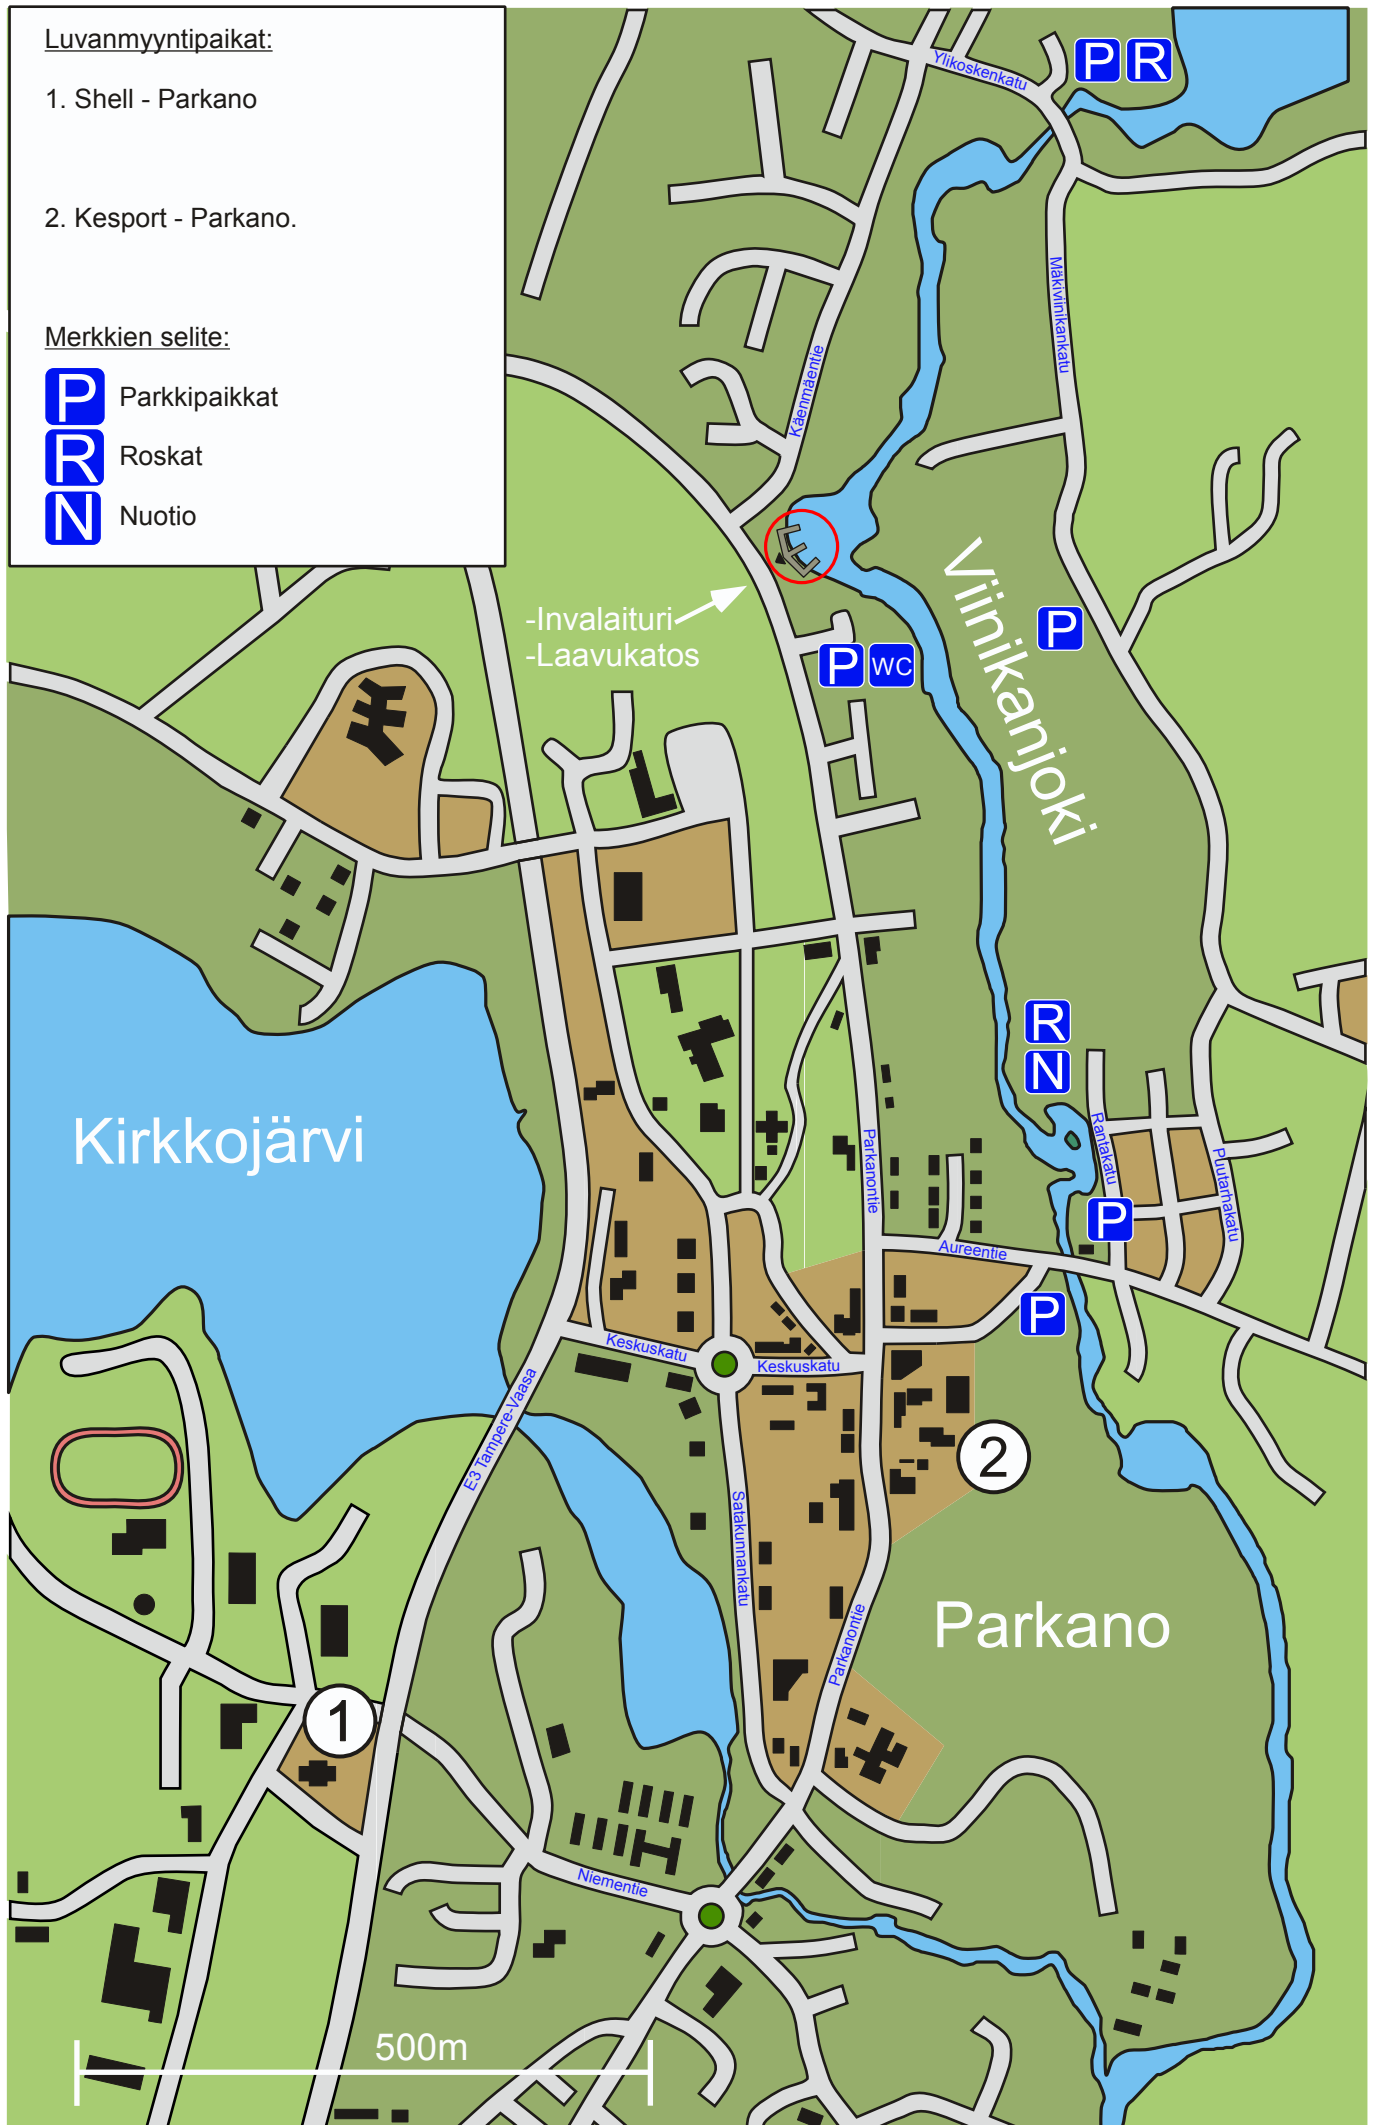 Luvanmyyntipaikat:
1. Shell - Parkano
2. Kesport - Parkano.
Merkkien selite:
P Parkkipaikkat
R Roskat
N Nuotio
Ylikoskenkatu
P R
Mäkiviinikankatu
Käenmäentie
-Invalaituri
-Laavukatos
P WC
P
Viinikanjoki
R
N
Kirkkojärvi
Parkanontie
Rantakatu
Puutarhakatu
P
Aureentie
P
Keskuskatu
Keskuskatu
E3 Tampere-Vaasa
2
Satakunnankatu
Parkano
Parkanontie
1
Niementie
500m